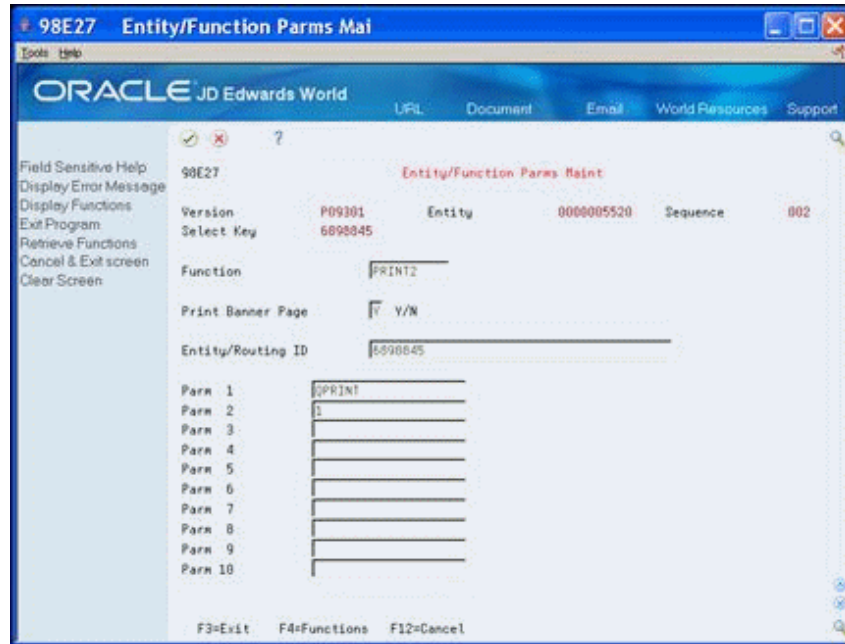 98E27 Entity/Function Parms Mai
Tools Help
ORACLE JD Edwards World
URL Document Email World Resources Support
?
Field Sensitive Help
Display Error Message
Display Functions
Exit Program
Retrieve Functions
Cancel & Exit screen
Clear Screen
98E27 Entity/Function Parms Maint
Version P09301 Entity 0000005520 Sequence 002
Select Key 6898845
Function PRINT2
Print Banner Page Y Y/N
Entity/Routing ID 6898845
Parm 1 QPRINT
Parm 2 1
Parm 3
Parm 4
Parm 5
Parm 6
Parm 7
Parm 8
Parm 9
Parm 10
F3=Exit F4=Functions F12=Cancel